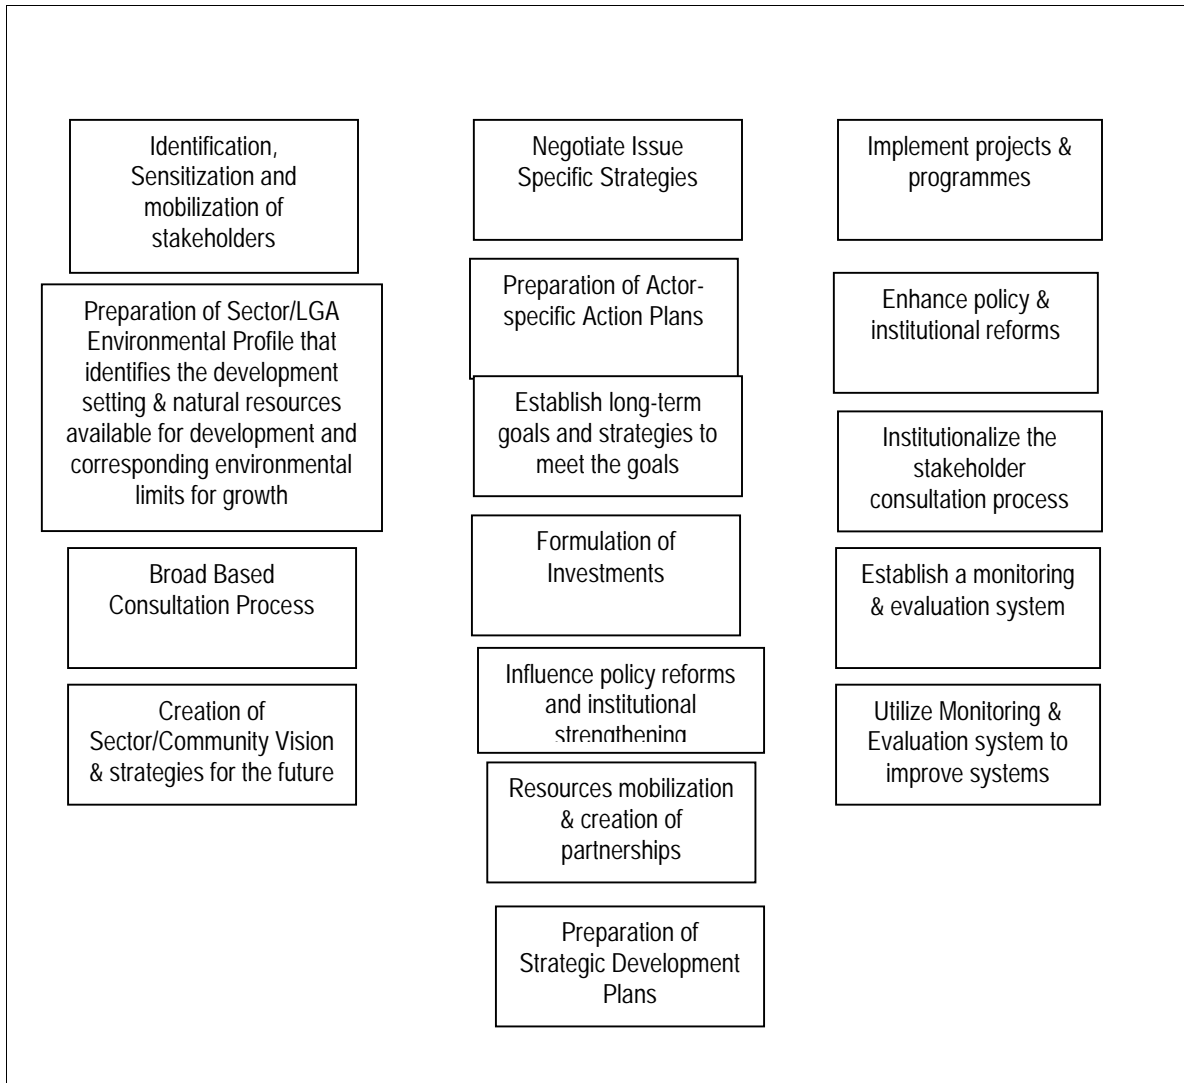 Identification,
Sensitization and
mobilization of
stakeholders
Preparation of Sector/LGA
Environmental Profile that
identifies the development
setting & natural resources
available for development and
corresponding environmental
limits for growth
Broad Based
Consultation Process
Creation of
Sector/Community Vision
& strategies for the future
Negotiate Issue
Specific Strategies
Preparation of Actor-
specific Action Plans
Establish long-term
goals and strategies to
meet the goals
Formulation of
Investments
Influence policy reforms
and institutional
strengthening
Resources mobilization
& creation of
partnerships
Preparation of
Strategic Development
Plans
Implement projects &
programmes
Enhance policy &
institutional reforms
Institutionalize the
stakeholder
consultation process
Establish a monitoring
& evaluation system
Utilize Monitoring &
Evaluation system to
improve systems